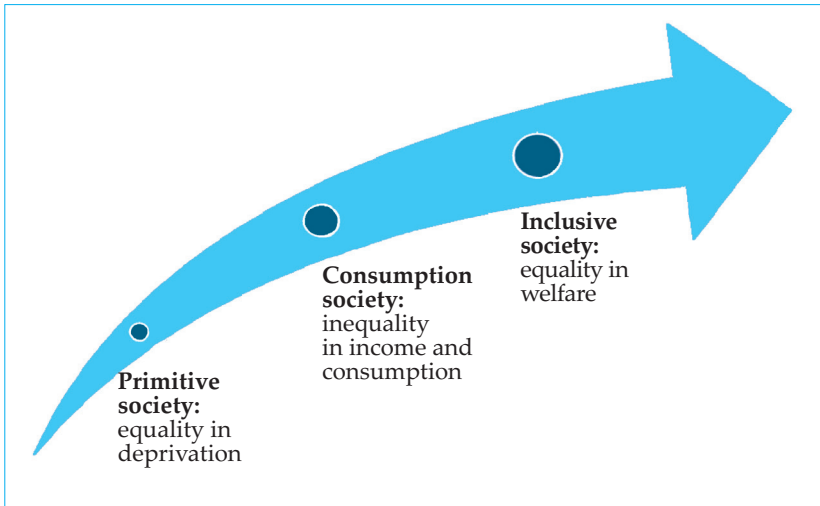 Primitive
society:
equality in
deprivation
Consumption
society:
inequality
in income and
consumption
Inclusive
society:
equality in
welfare